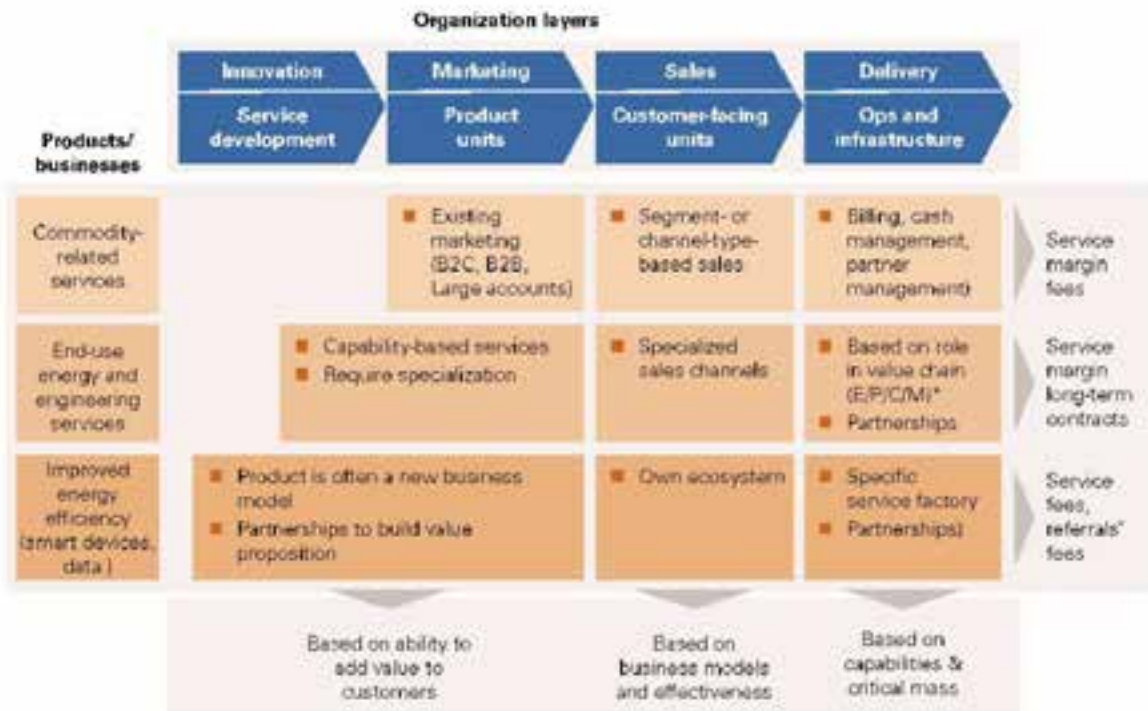 Organization layers
Innovation
Marketing
Sales
Delivery
Service
development
Product
units
Customer-facing
units
Ops and
infrastructure
Products/
businesses
Commodity-
related
services
■ Existing
marketing
(B2C, B2B,
Large accounts)
■ Segment- or
channel-type-
based sales
■ Billing, cash
management,
partner
management)
Service
margin
fees
End-use
energy and
engineering
services
■ Capability-based services
■ Require specialization
■ Specialized
sales channels
■ Based on role
in value chain
(E/P/C/M)*
■ Partnerships
Service
margin
long-term
contracts
Improved
energy
efficiency
(smart devices,
data )
■ Product is often a new business
model
■ Partnerships to build value
proposition
■ Own ecosystem
■ Specific
service factory
■ Partnerships)
Service
fees,
referrals"
fees
Based on ability to
add value to
customers
Based on
business models
and effectiveness
Based on
capabilities &
critical mass